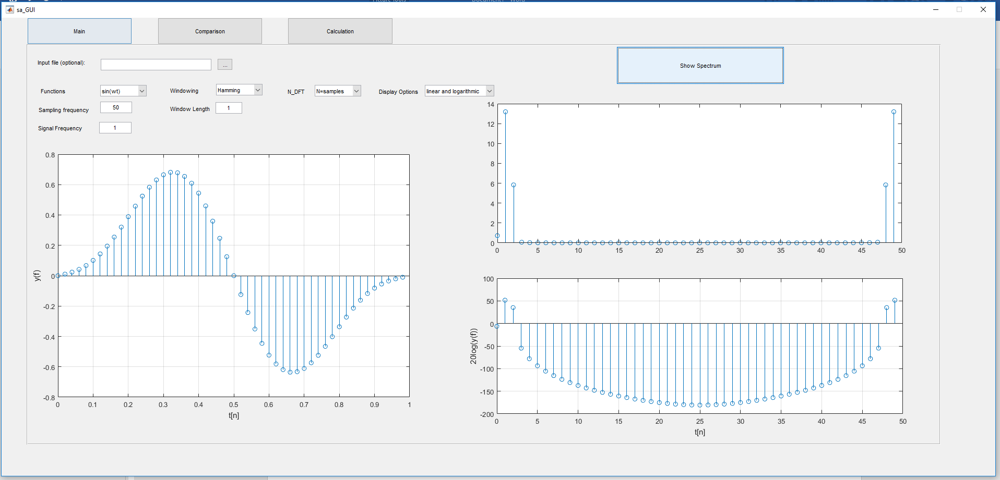 sa_GUI
Main
Comparison
Calculation
Input file (optional):
...
Show Spectrum
Functions
sin(wt)
Windowing
Hamming
N_DFT
N=samples
Display Options
linear and logarithmic
Sampling frequency
50
Window Length
1
Signal Frequency
1
0.8
0.6
0.4
0.2
0
-0.2
-0.4
-0.6
-0.8
y(f)
0 0.1 0.2 0.3 0.4 0.5 0.6 0.7 0.8 0.9 1
t[n]
14
12
10
8
6
4
2
0
0 5 10 15 20 25 30 35 40 45 50
100
50
0
-50
-100
-150
-200
20log(y(f))
0 5 10 15 20 25 30 35 40 45 50
t[n]